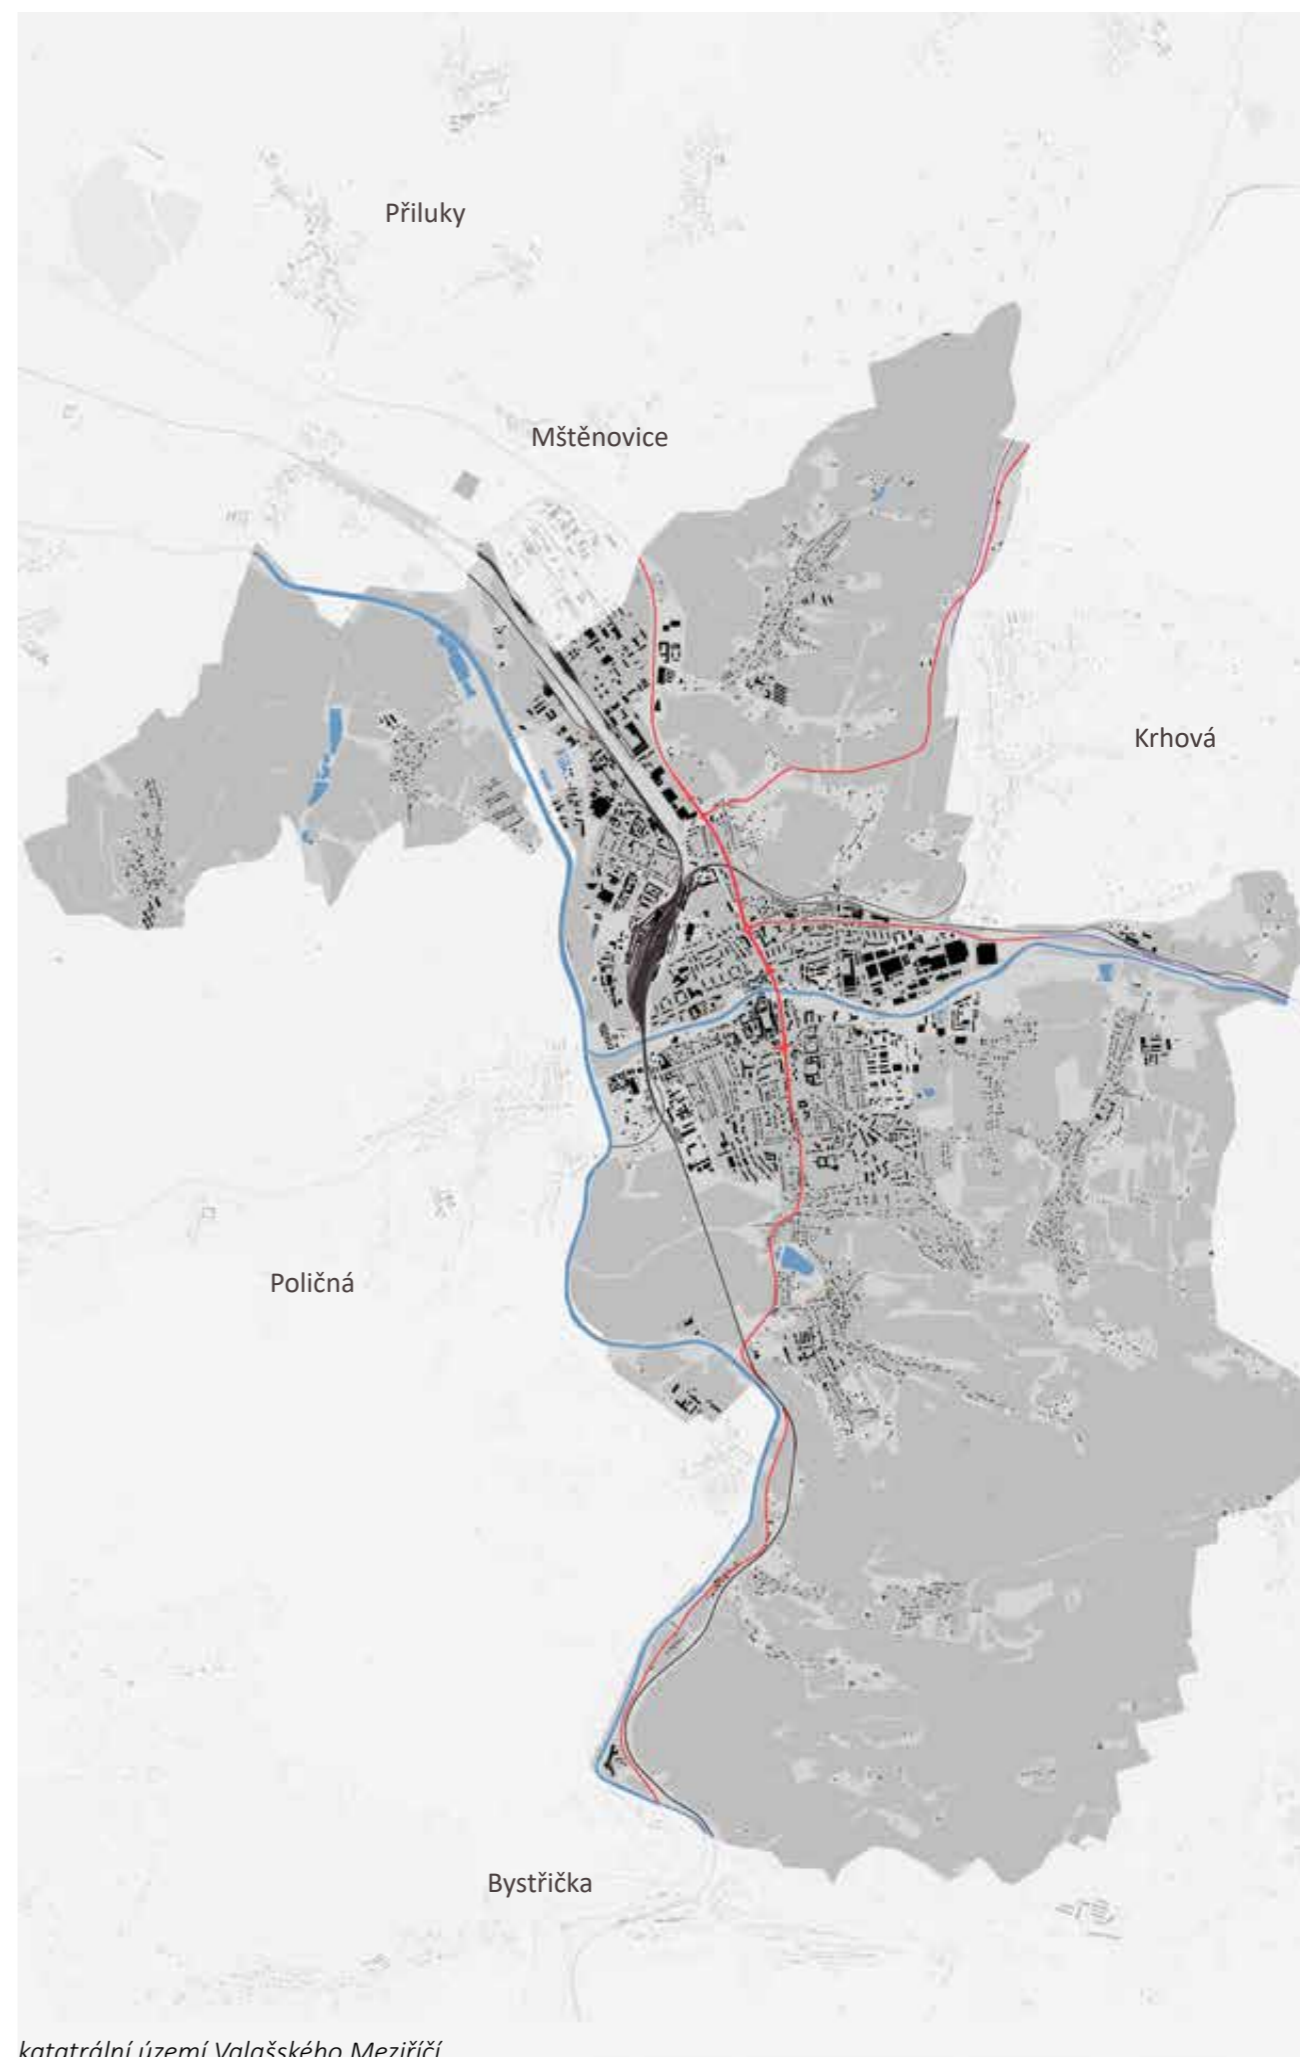 Přiluky
Mštěnovice
Krhová
Poličná
Bystřička
katatrální území Valašského Meziříčí